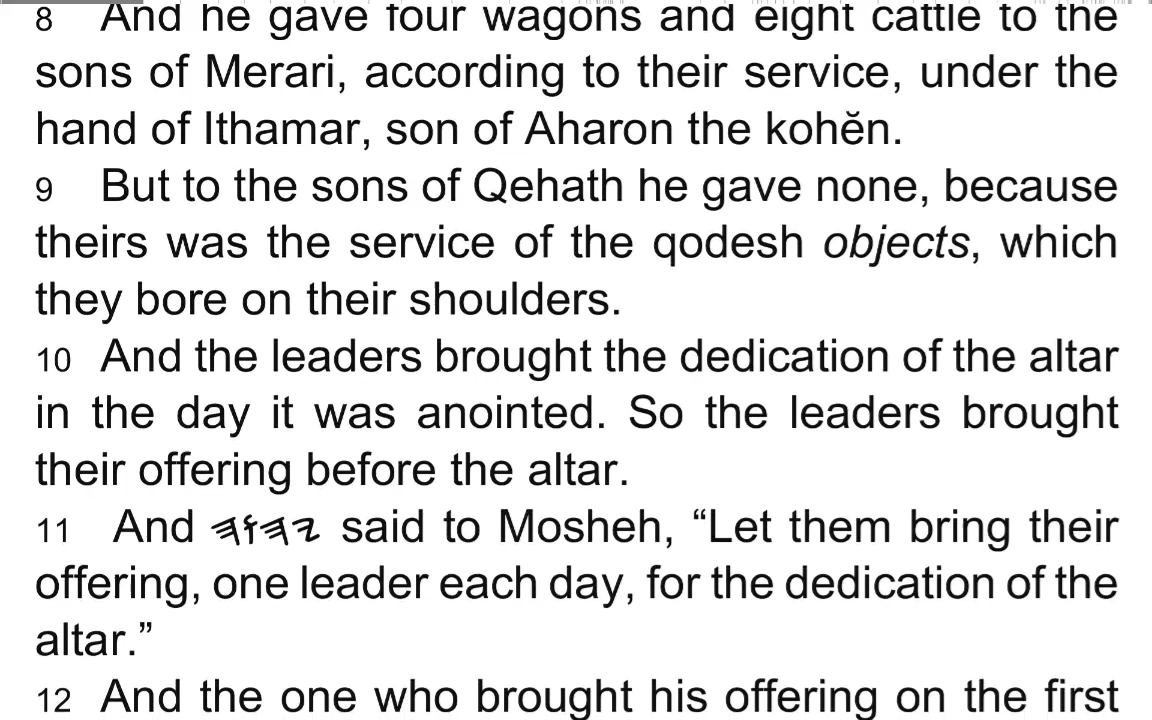 8 And he gave four wagons and eight cattle to the
sons of Merari, according to their service, under the
hand of Ithamar, son of Aharon the kohĕn.
9 But to the sons of Qehath he gave none, because
theirs was the service of the qodesh objects, which
they bore on their shoulders.
10 And the leaders brought the dedication of the altar
in the day it was anointed. So the leaders brought
their offering before the altar.
11 And 𐤉𐤄𐤅𐤄 said to Mosheh, “Let them bring their
offering, one leader each day, for the dedication of the
altar.”
12 And the one who brought his offering on the first